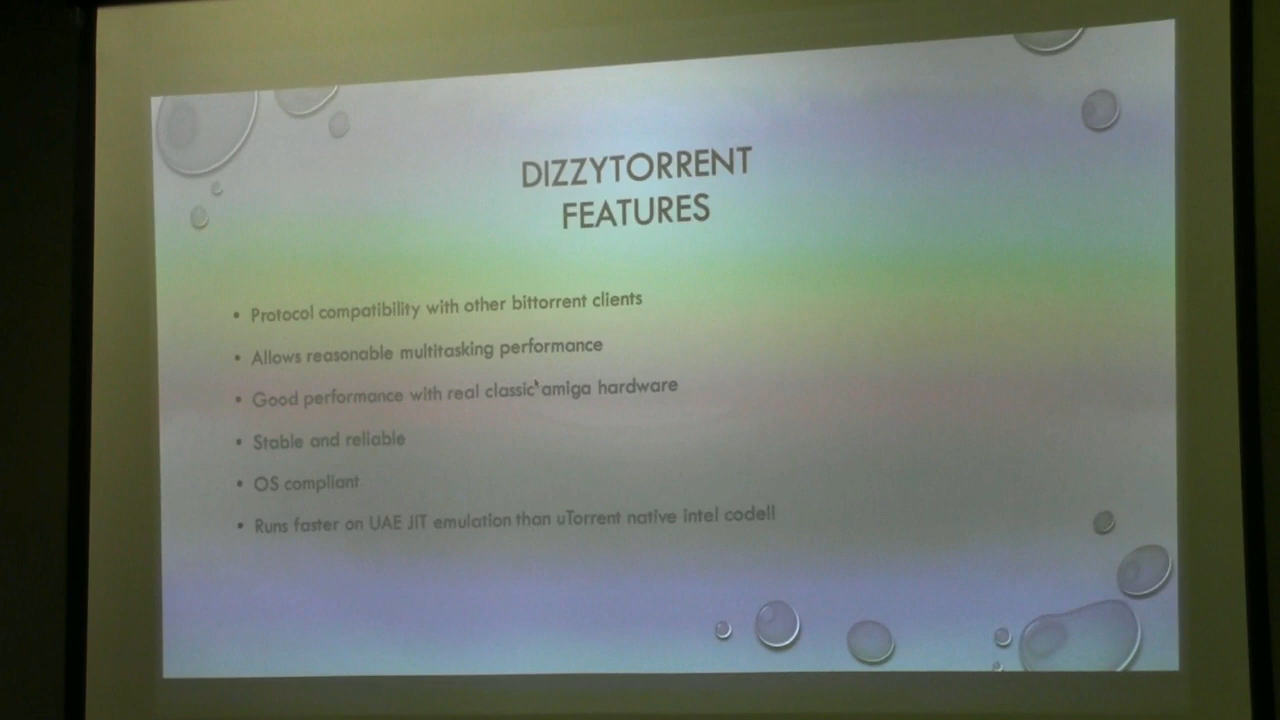 DIZZYTORRENT
FEATURES
• Protocol compatibility with other bittorrent clients
• Allows reasonable multitasking performance
• Good performance with real classic amiga hardware
• Stable and reliable
• OS compliant
• Runs faster on UAE JIT emulation than uTorrent native intel code!!